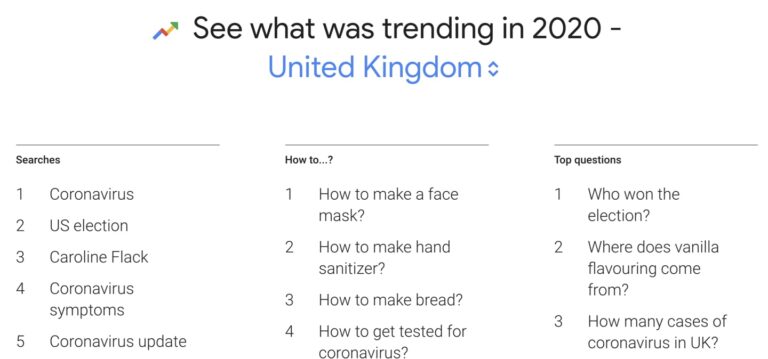 See what was trending in 2020 -
United Kingdom
Searches
1 Coronavirus
2 US election
3 Caroline Flack
4 Coronavirus
symptoms
5 Coronavirus update
How to...?
1 How to make a face
mask?
2 How to make hand
sanitizer?
3 How to make bread?
4 How to get tested for
coronavirus?
Top questions
1 Who won the
election?
2 Where does vanilla
flavouring come
from?
3 How many cases of
coronavirus in UK?